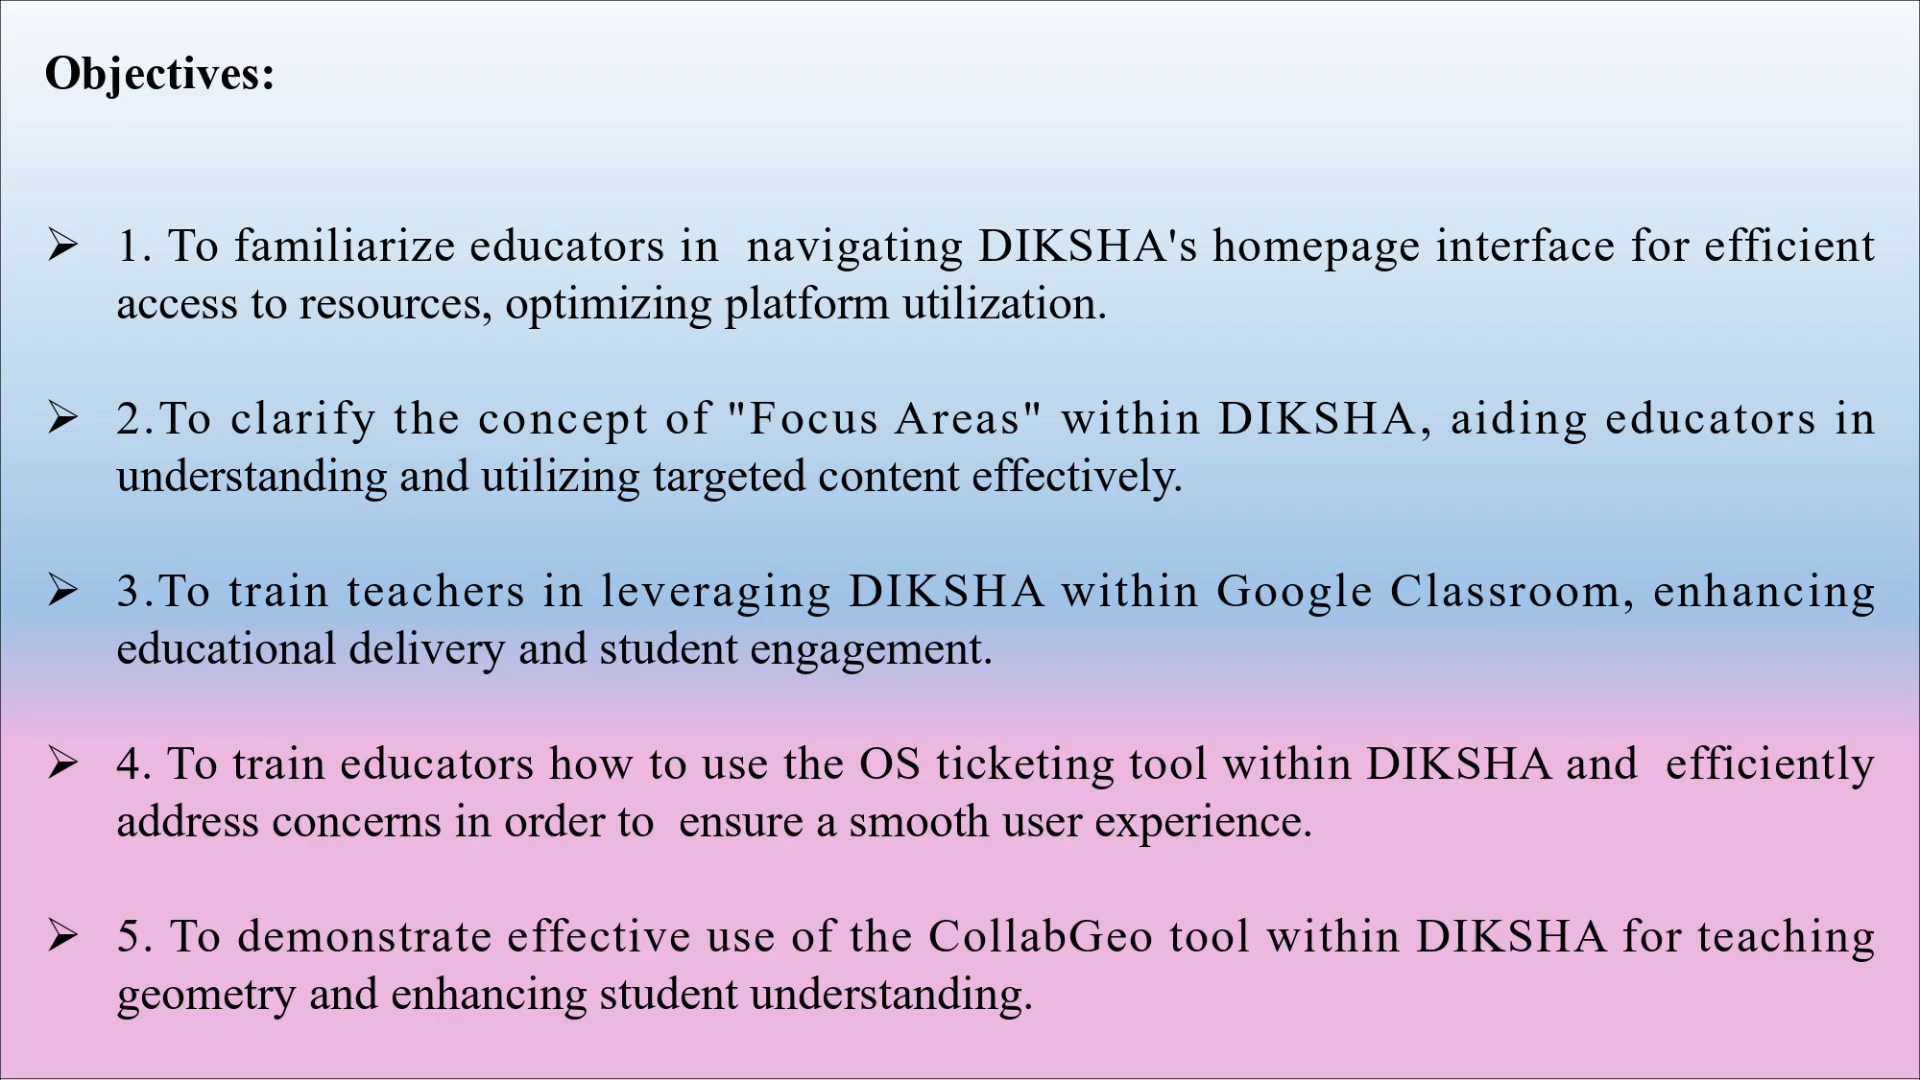 Objectives:
➢ 1. To familiarize educators in  navigating DIKSHA's homepage interface for efficient
access to resources, optimizing platform utilization.
➢ 2.To clarify the concept of "Focus Areas" within DIKSHA, aiding educators in
understanding and utilizing targeted content effectively.
➢ 3.To train teachers in leveraging DIKSHA within Google Classroom, enhancing
educational delivery and student engagement.
➢ 4. To train educators how to use the OS ticketing tool within DIKSHA and  efficiently
address concerns in order to  ensure a smooth user experience.
➢ 5. To demonstrate effective use of the CollabGeo tool within DIKSHA for teaching
geometry and enhancing student understanding.